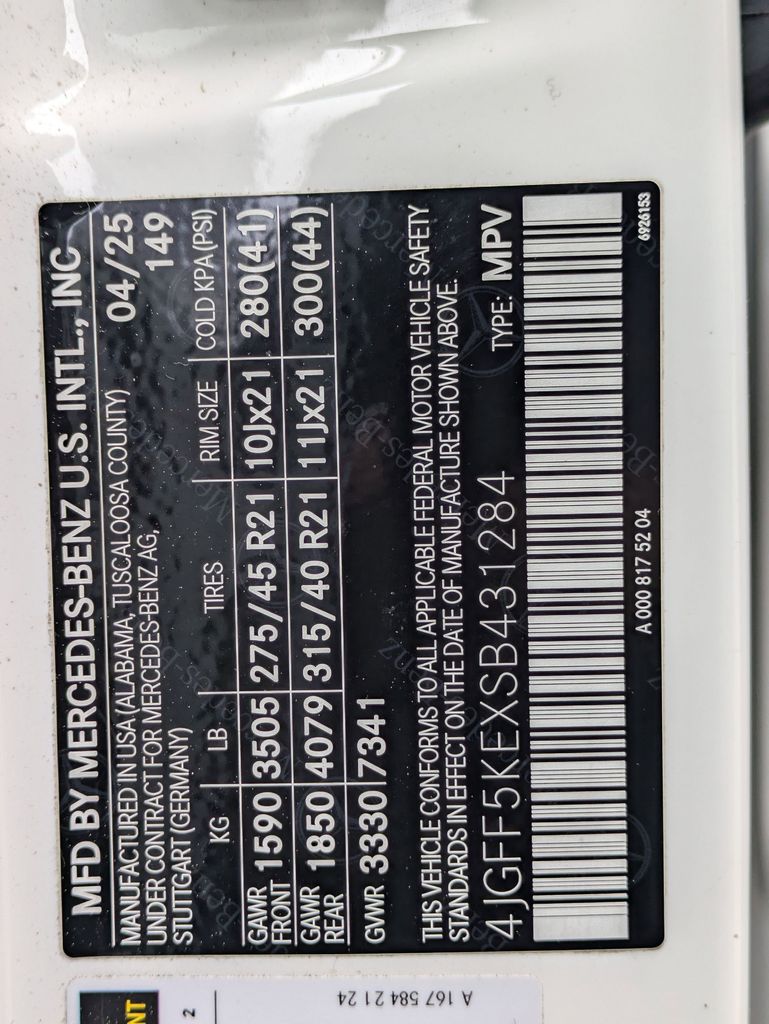 MFD BY MERCEDES-BENZ U.S. INTL., INC
MANUFACTURED IN USA (ALABAMA, TUSCALOOSA COUNTY) 04/25
UNDER CONTRACT FOR MERCEDES-BENZ AG, 149
STUTTGART (GERMANY)
KG LB TIRES RIM SIZE COLD KPA(PSI)
GAWR FRONT 1590 3505 275/45 R21 10Jx21 280(41)
GAWR REAR 1850 4079 315/40 R21 11Jx21 300(44)
GVWR 3330 7341
THIS VEHICLE CONFORMS TO ALL APPLICABLE FEDERAL MOTOR VEHICLE SAFETY
STANDARDS IN EFFECT ON THE DATE OF MANUFACTURE SHOWN ABOVE.
4JGFF5KEXSB431284 TYPE: MPV
A 000 817 52 04 6926153
NT
2
A 167 584 21 24